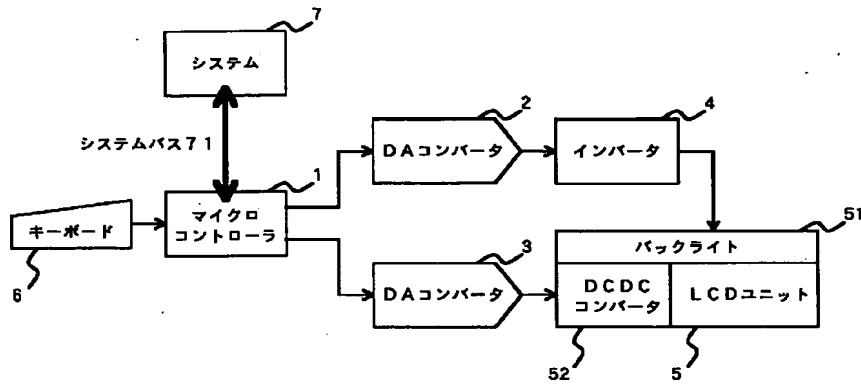 7
システム
システムバス７１
2
DAコンバータ
4
インバータ
1
マイクロ
コントローラ
キーボード
6
3
DAコンバータ
51
バックライト
DCDC
コンバータ
LCDユニット
52
5